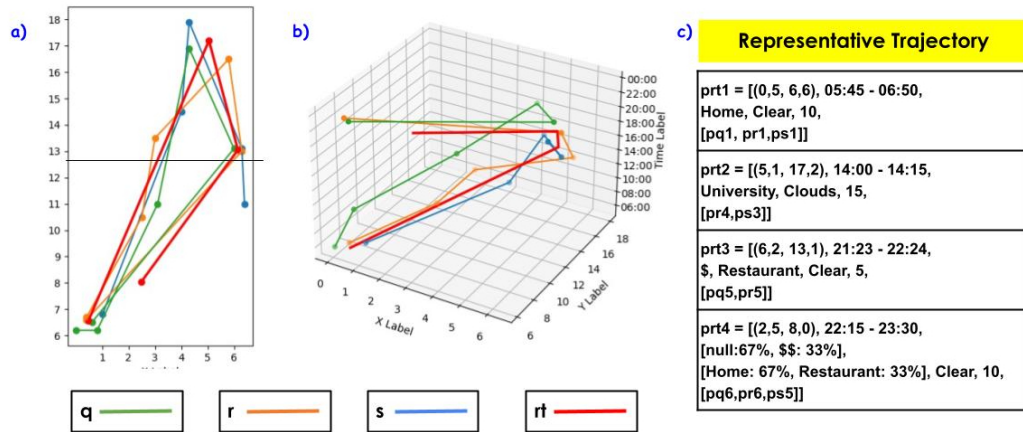 a)
18
17
16
15
14
13
12
11
10
9
8
7
6
1 2 3 4 5 6
b)
00:00
22:00
20:00
18:00
16:00
14:00
12:00
10:00
08:00
06:00
Time Label
0 1 2 3 4 5 6
X Label
6 8 10 12 14 16 18
Y Label
c)
Representative Trajectory
prt1 = [(0,5, 6,6), 05:45 - 06:50,
Home, Clear, 10,
[pq1, pr1,ps1]]
prt2 = [(5,1, 17,2), 14:00 - 14:15,
University, Clouds, 15,
[pr4,ps3]]
prt3 = [(6,2, 13,1), 21:23 - 22:24,
$, Restaurant, Clear, 5,
[pq5,pr5]]
prt4 = [(2,5, 8,0), 22:15 - 23:30,
[null:67%, $$: 33%],
[Home: 67%, Restaurant: 33%], Clear, 10,
[pq6,pr6,ps5]]
q r s rt